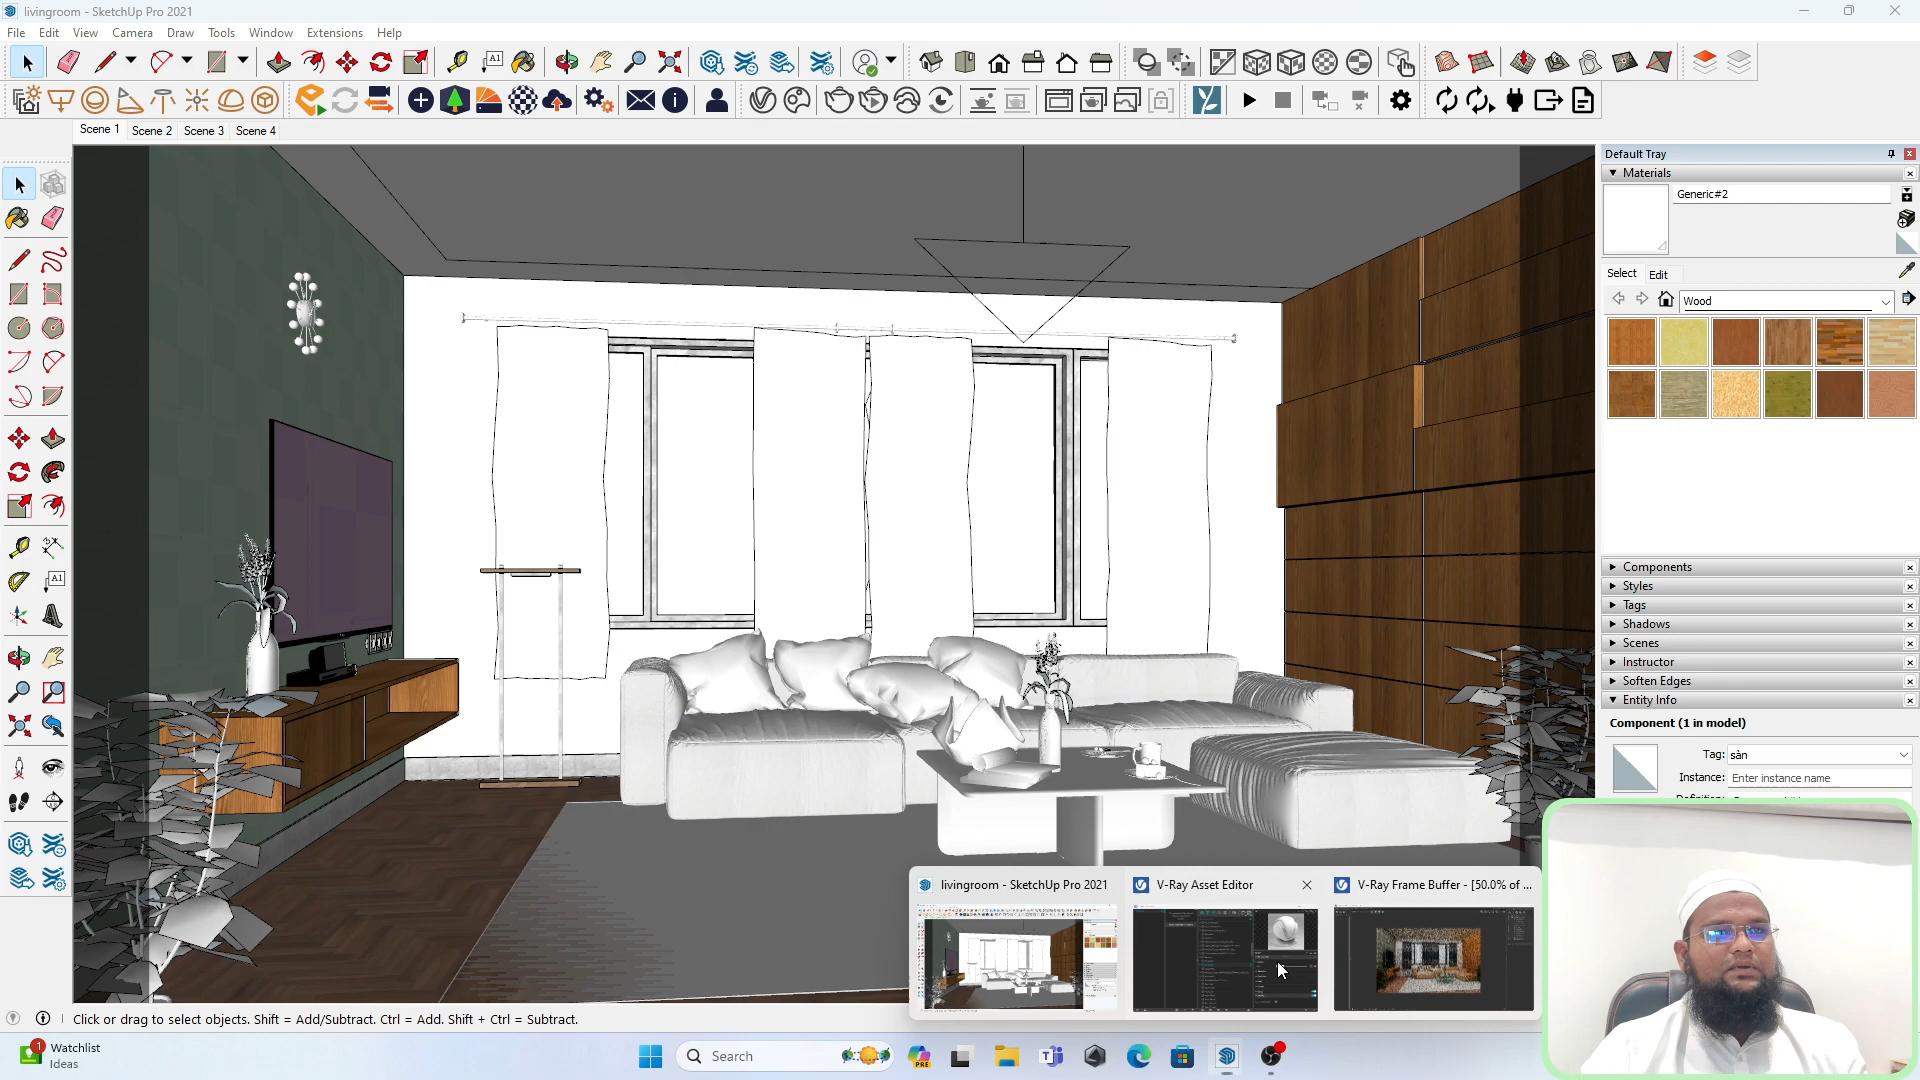 livingroom - SketchUp Pro 2021
File Edit View Camera Draw Tools Window Extensions Help
Scene 1 Scene 2 Scene 3 Scene 4
Default Tray
Materials
Generic#2
Select Edit
Wood
Components
Styles
Tags
Shadows
Scenes
Instructor
Soften Edges
Entity Info
Component (1 in model)
Tag: sàn
Instance: Enter instance name
livingroom - SketchUp Pro 2021
V-Ray Asset Editor
V-Ray Frame Buffer - [50.0% of ...
Click or drag to select objects. Shift = Add/Subtract. Ctrl = Add. Shift + Ctrl = Subtract.
1
Watchlist
Ideas
Search
PRE